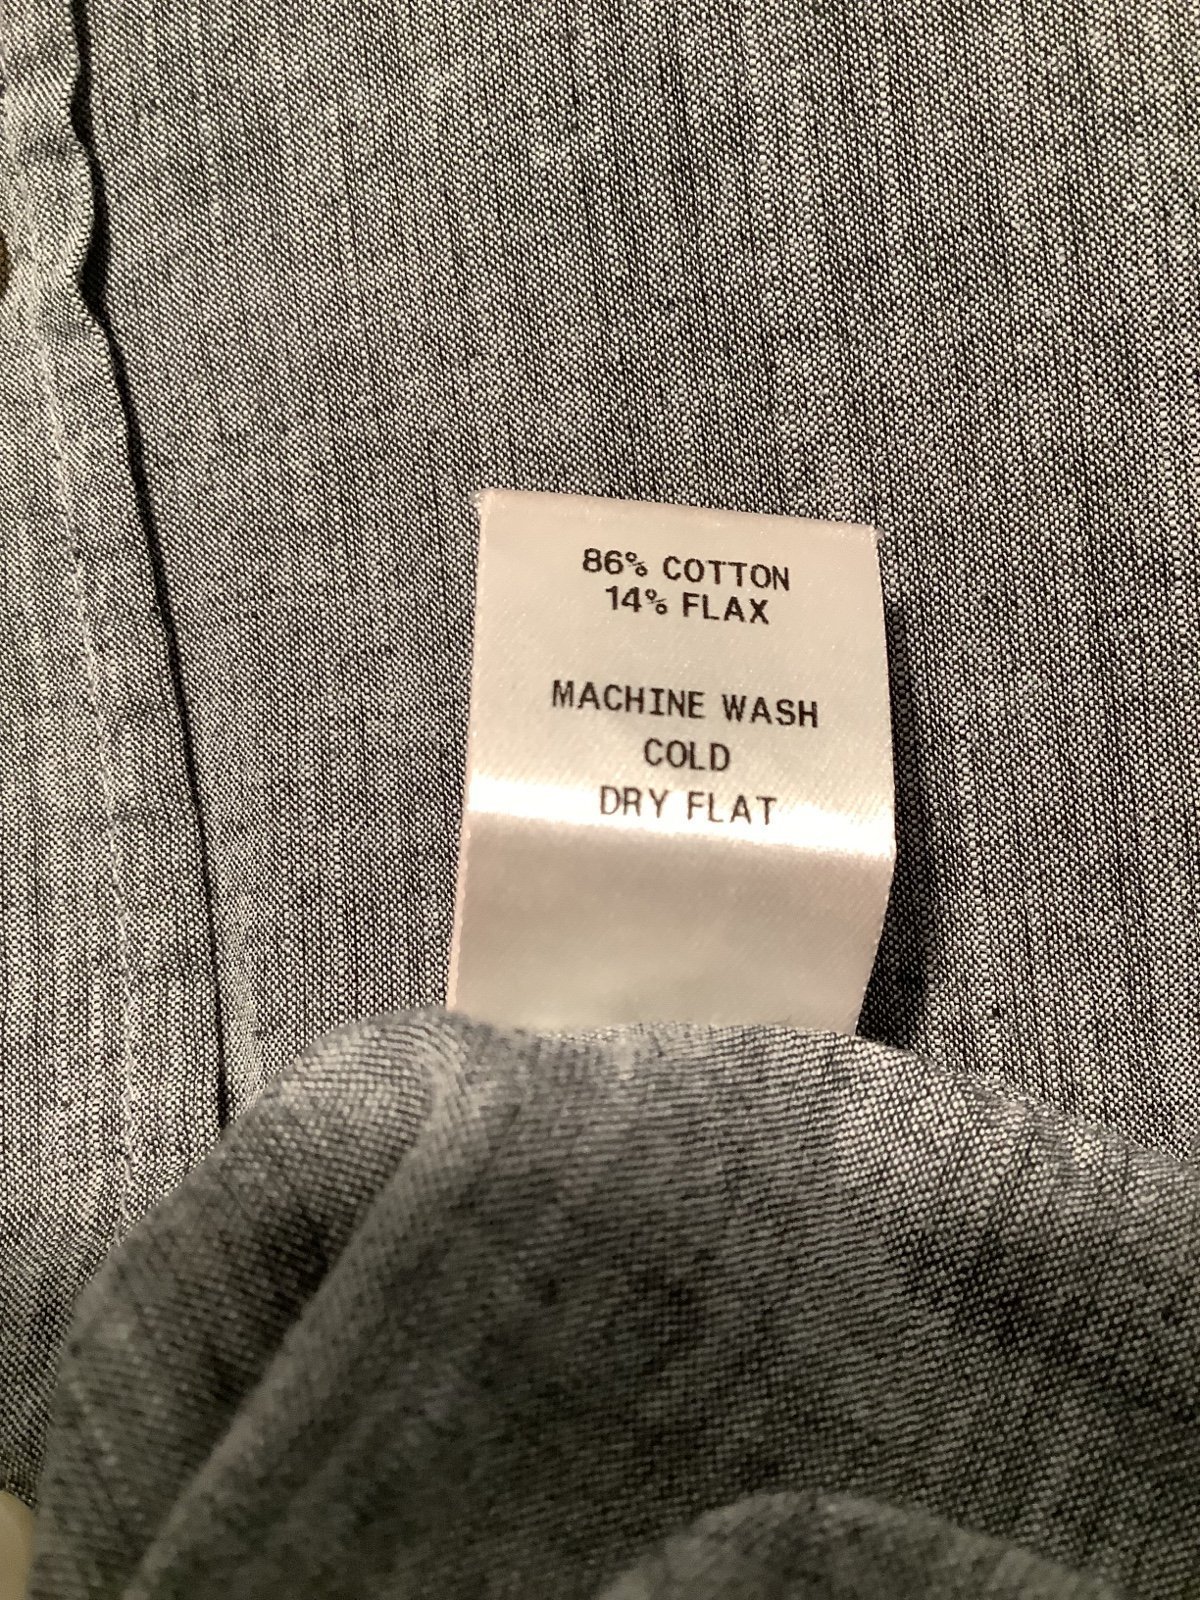 86% COTTON
14% FLAX
MACHINE WASH
COLD
DRY FLAT